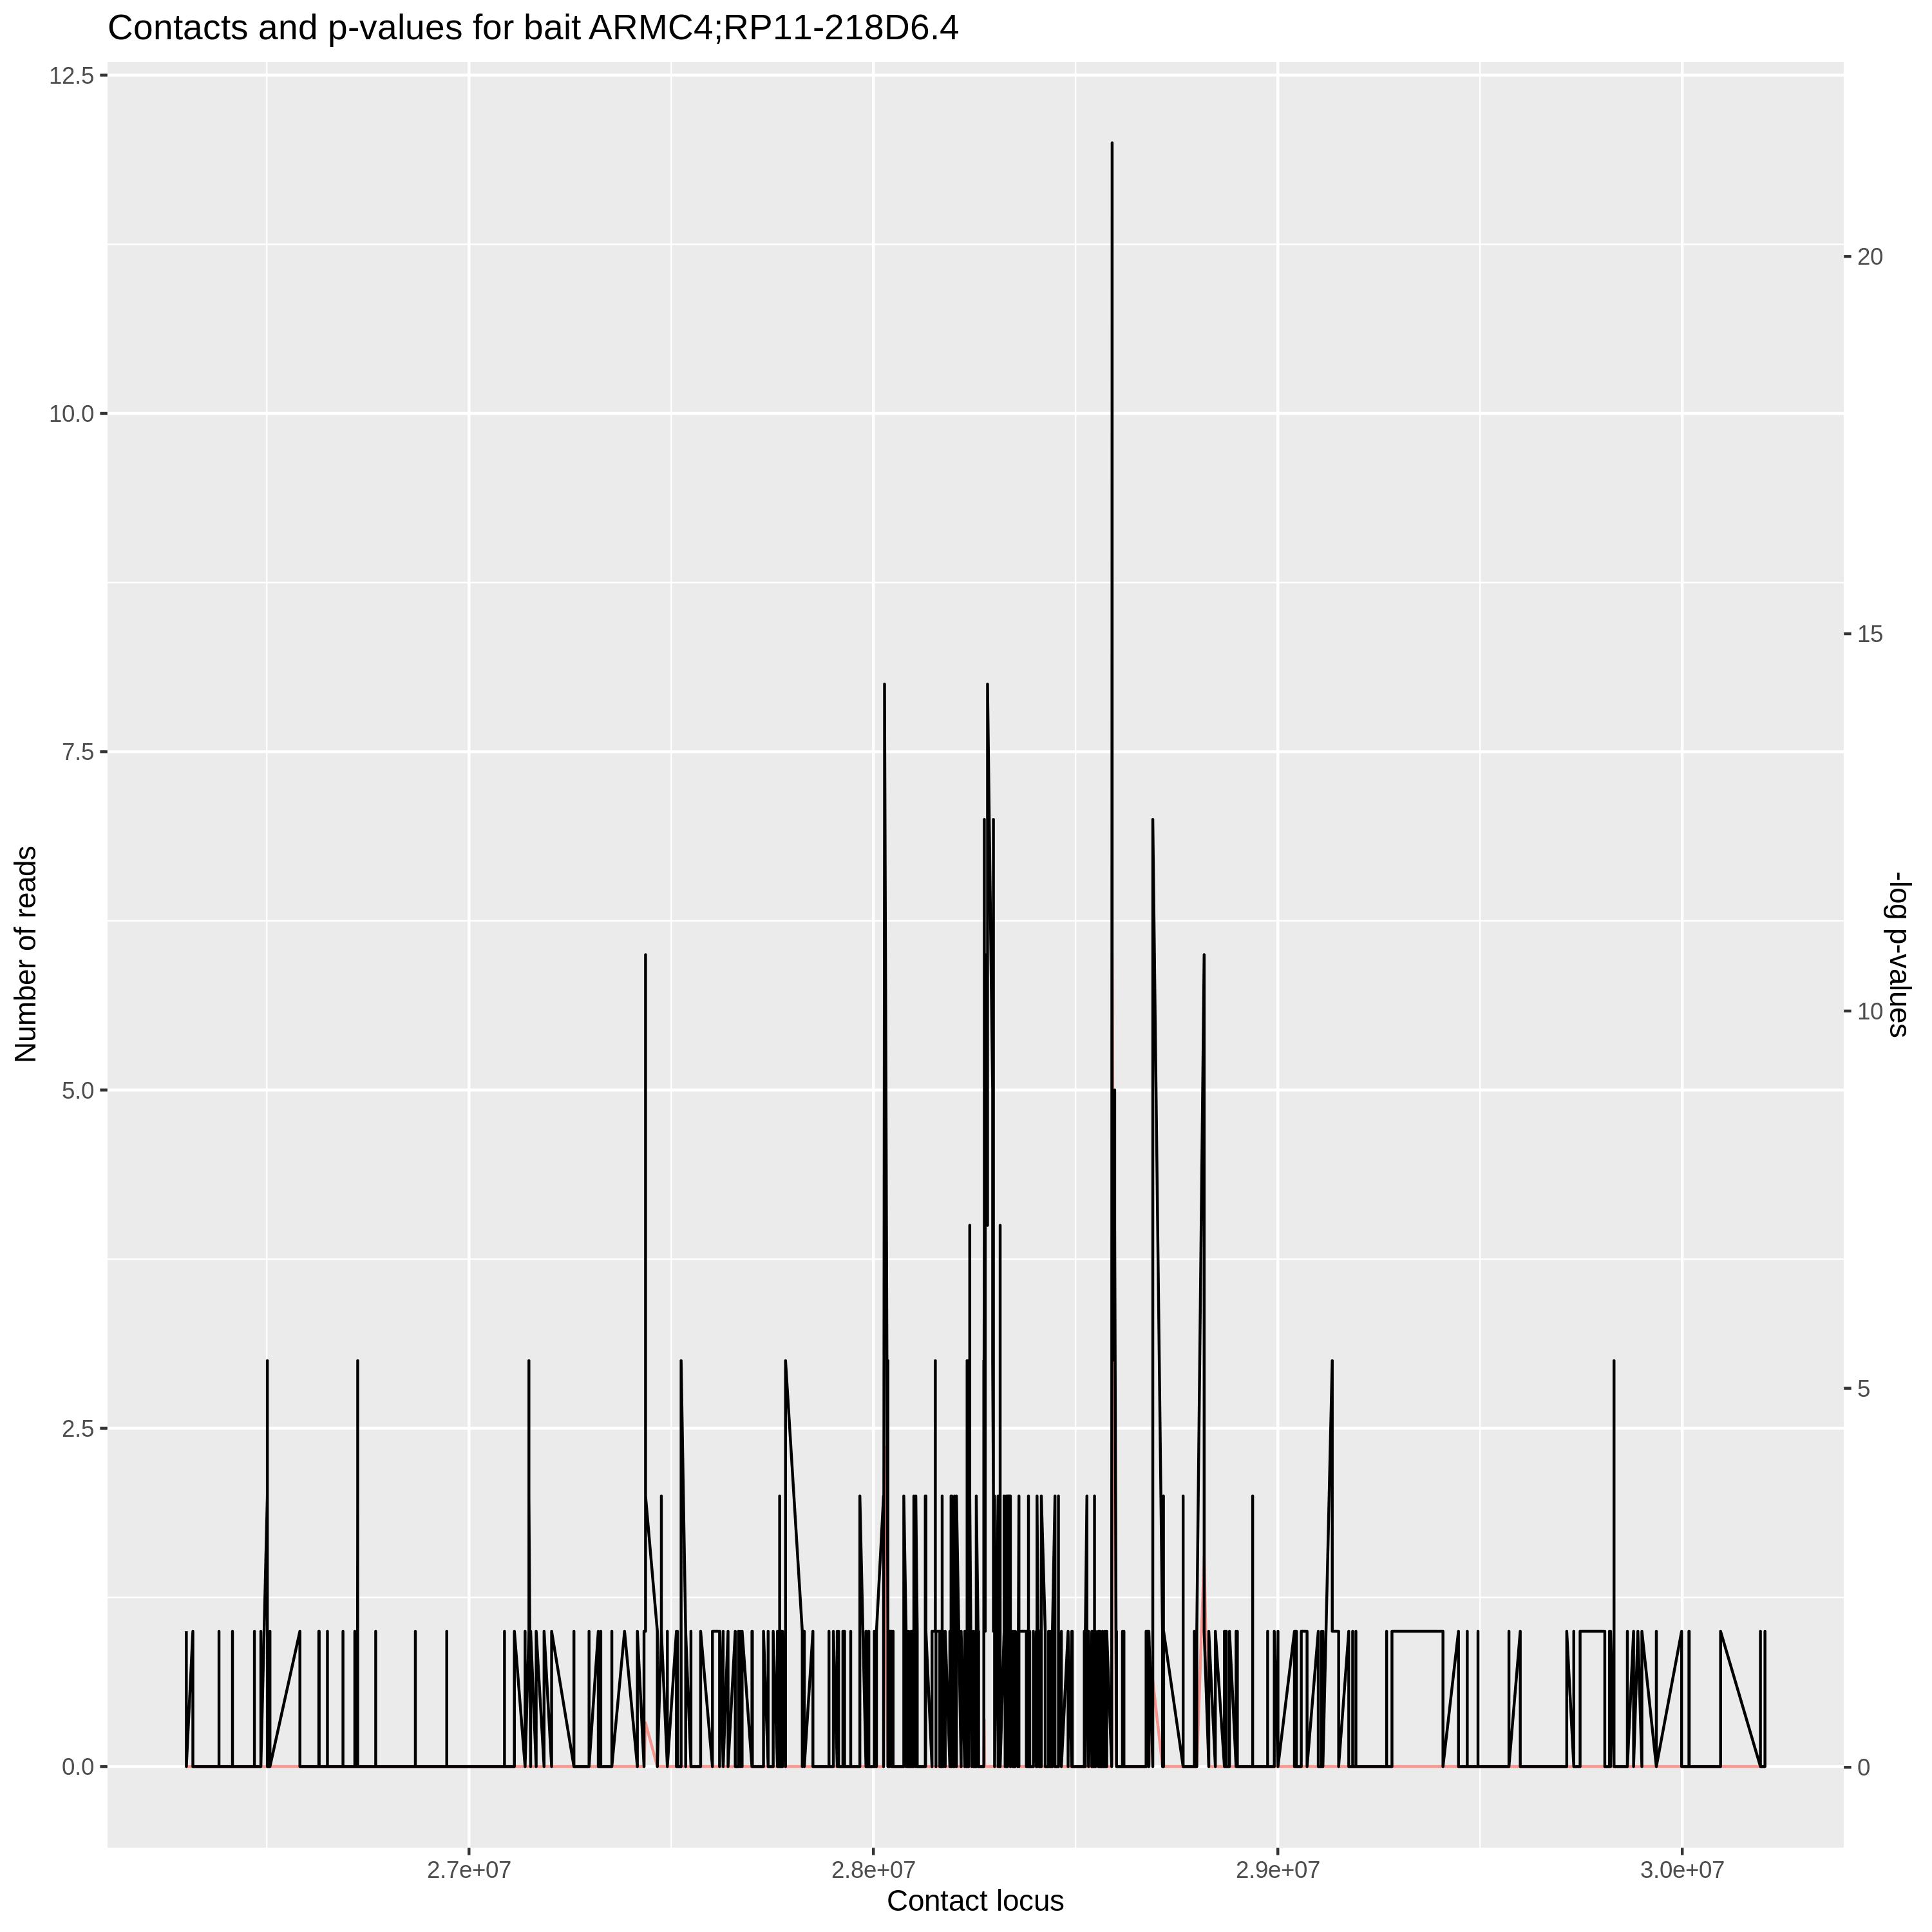 Contacts and p-values for bait ARMC4;RP11-218D6.4
12.5
10.0
7.5
5.0
2.5
0.0
Number of reads
20
15
10
5
0
-log p-values
2.7e+07
2.8e+07
2.9e+07
3.0e+07
Contact locus